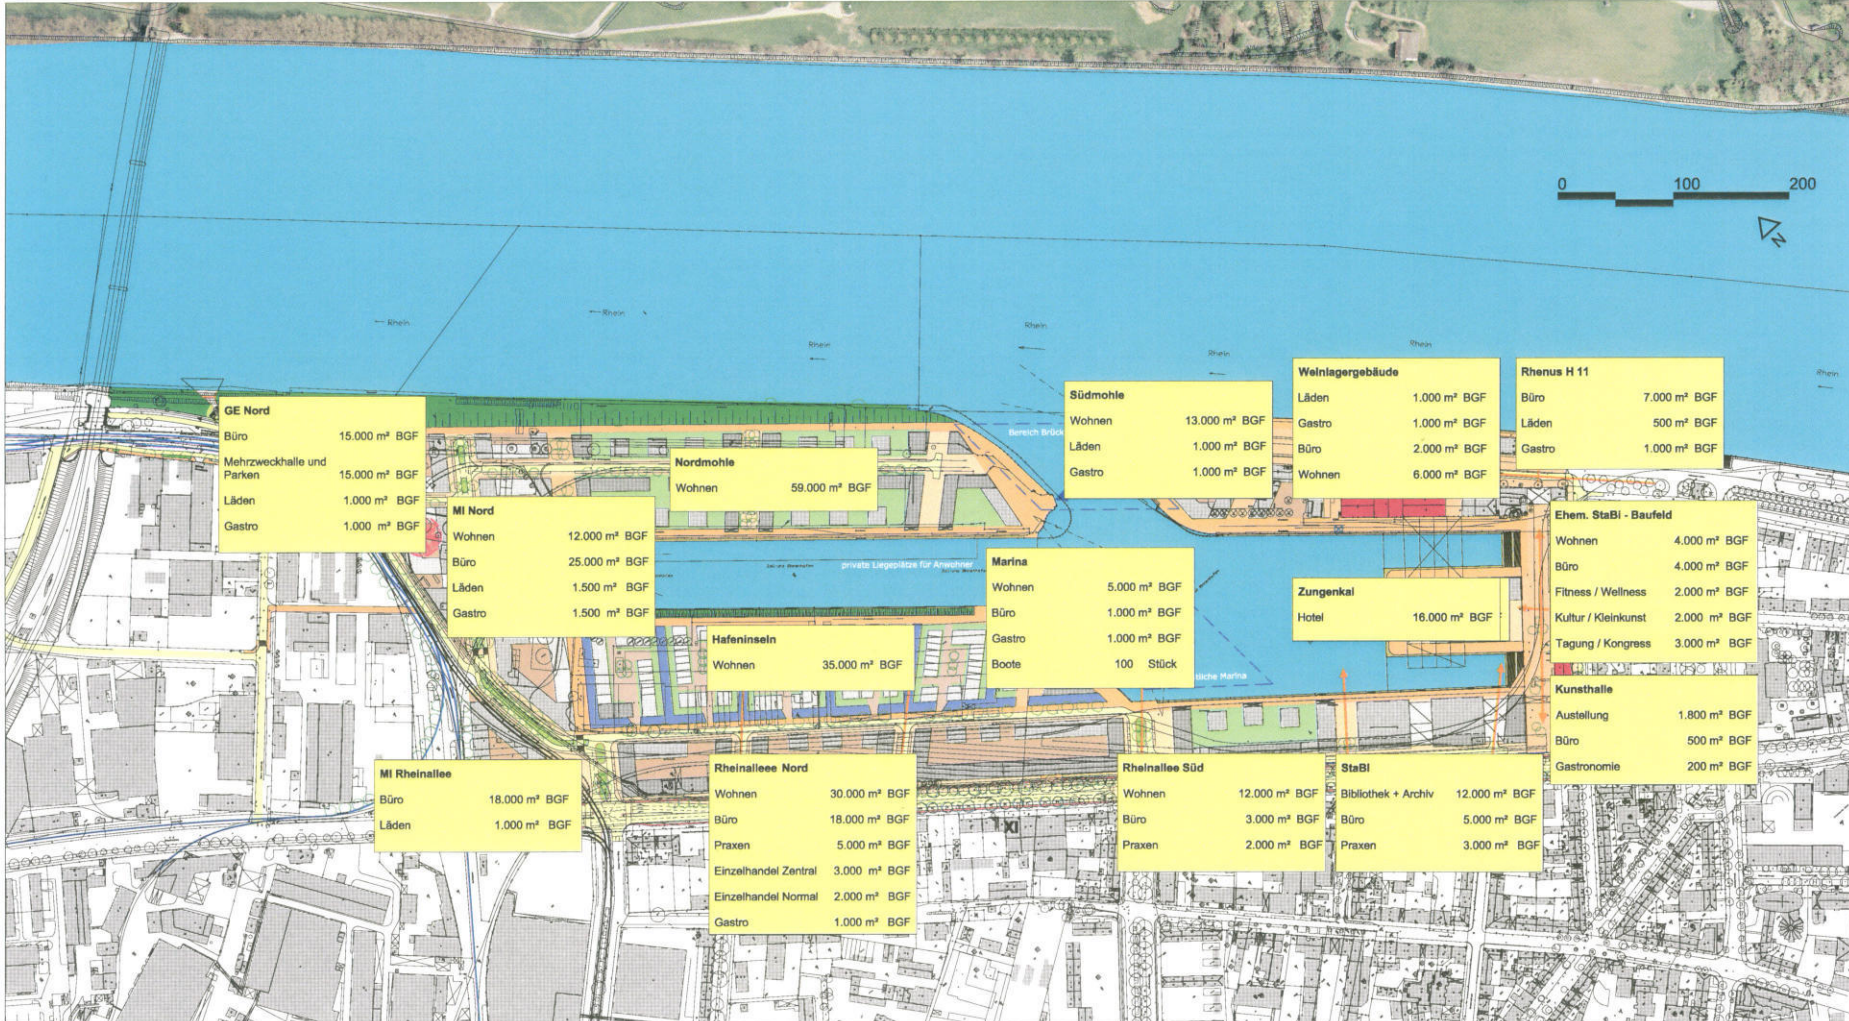 0 100 200
N
Rhein
Rhein
Rhein
Rhein
Rhein
Rhein
Rhein
GE Nord
Büro 15.000 m² BGF
Mehrzweckhalle und
Parken 15.000 m² BGF
Läden 1.000 m² BGF
Gastro 1.000 m² BGF
MI Nord
Wohnen 12.000 m² BGF
Büro 25.000 m² BGF
Läden 1.500 m² BGF
Gastro 1.500 m² BGF
Nordmohle
Wohnen 59.000 m² BGF
Bereich Brück
Südmohle
Wohnen 13.000 m² BGF
Läden 1.000 m² BGF
Gastro 1.000 m² BGF
Weinlagergebäude
Läden 1.000 m² BGF
Gastro 1.000 m² BGF
Büro 2.000 m² BGF
Wohnen 6.000 m² BGF
Rhenus H 11
Büro 7.000 m² BGF
Läden 500 m² BGF
Gastro 1.000 m² BGF
private Liegeplätze für Anwohner
Hafeninseln
Wohnen 35.000 m² BGF
Marina
Wohnen 5.000 m² BGF
Büro 1.000 m² BGF
Gastro 1.000 m² BGF
Boote 100 Stück
tliche Marina
Zungenkai
Hotel 16.000 m² BGF
Ehem. StaBi - Baufeld
Wohnen 4.000 m² BGF
Büro 4.000 m² BGF
Fitness / Wellness 2.000 m² BGF
Kultur / Kleinkunst 2.000 m² BGF
Tagung / Kongress 3.000 m² BGF
Kunsthalle
Austellung 1.800 m² BGF
Büro 500 m² BGF
Gastronomie 200 m² BGF
MI Rheinallee
Büro 18.000 m² BGF
Läden 1.000 m² BGF
Rheinalleee Nord
Wohnen 30.000 m² BGF
Büro 18.000 m² BGF
Praxen 5.000 m² BGF
Einzelhandel Zentral 3.000 m² BGF
Einzelhandel Normal 2.000 m² BGF
Gastro 1.000 m² BGF
XI
Rheinallee Süd
Wohnen 12.000 m² BGF
Büro 3.000 m² BGF
Praxen 2.000 m² BGF
StaBi
Bibliothek + Archiv 12.000 m² BGF
Büro 5.000 m² BGF
Praxen 3.000 m² BGF